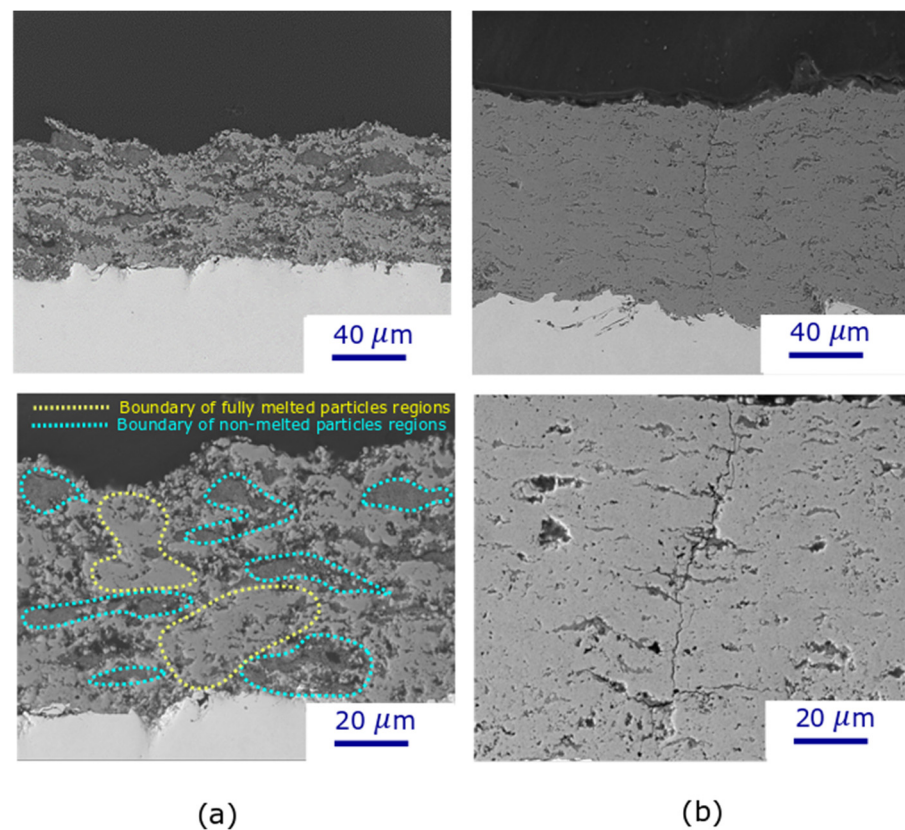 40 μm
40 μm
Boundary of fully melted particles regions
Boundary of non-melted particles regions
20 μm
20 μm
(a)
(b)